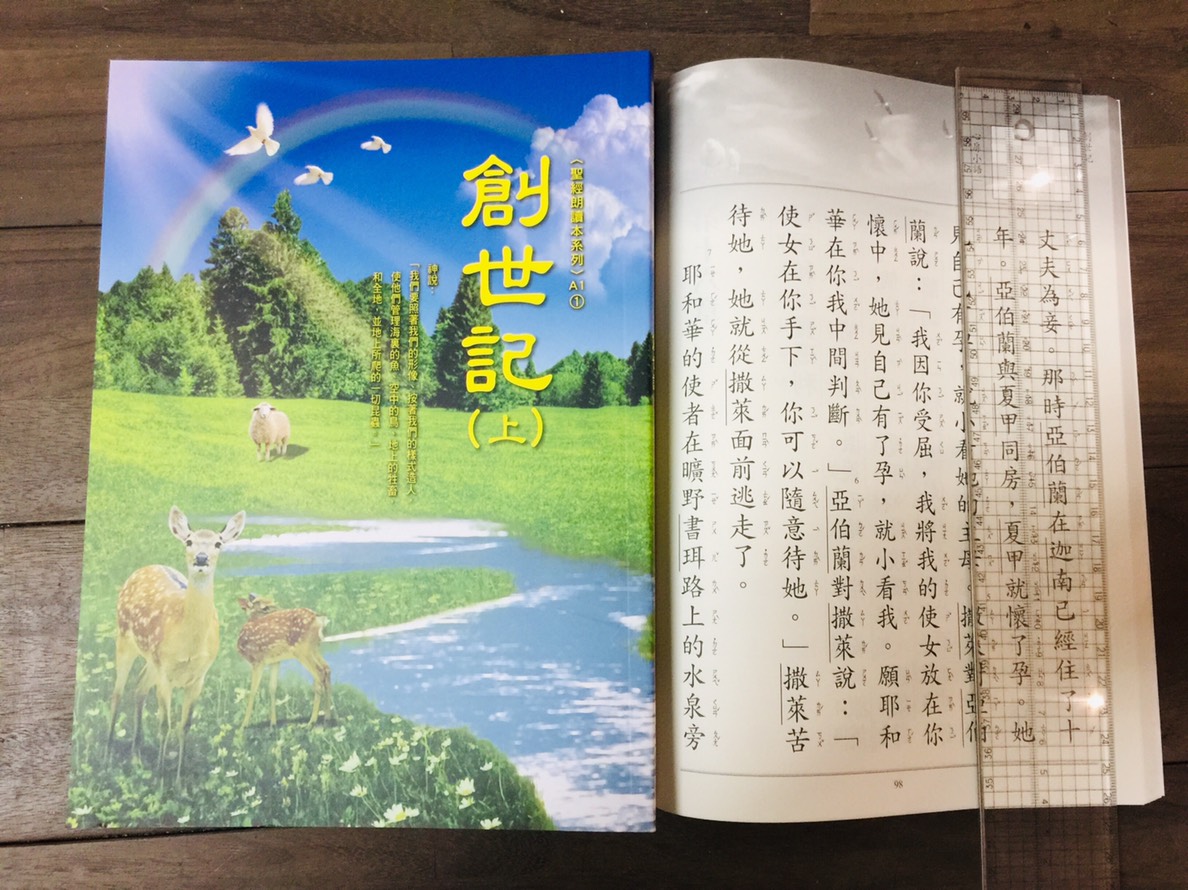 〈聖經朗讀本系列〉A1①
創世記(上)
神說:
「我們要照著我們的形像、按著我們的樣式造人,
使他們管理海裏的魚、空中的鳥、地上的牲畜、
和全地,並地上所爬的一切昆蟲。」
丈夫為妾。那時亞伯蘭在迦南已經住了十
年。亞伯蘭與夏甲同房,夏甲就懷了孕。她
見自己有孕,就小看她的主母。撒萊對亞伯
蘭說:「我因你受屈,我將我的使女放在你
懷中,她見自己有了孕,就小看我。願耶和
華在你我中間判斷。」6亞伯蘭對撒萊說:「
使女在你手下,你可以隨意待她。」撒萊苦
待她,她就從撒萊面前逃走了。
耶和華的使者在曠野書珥路上的水泉旁
98